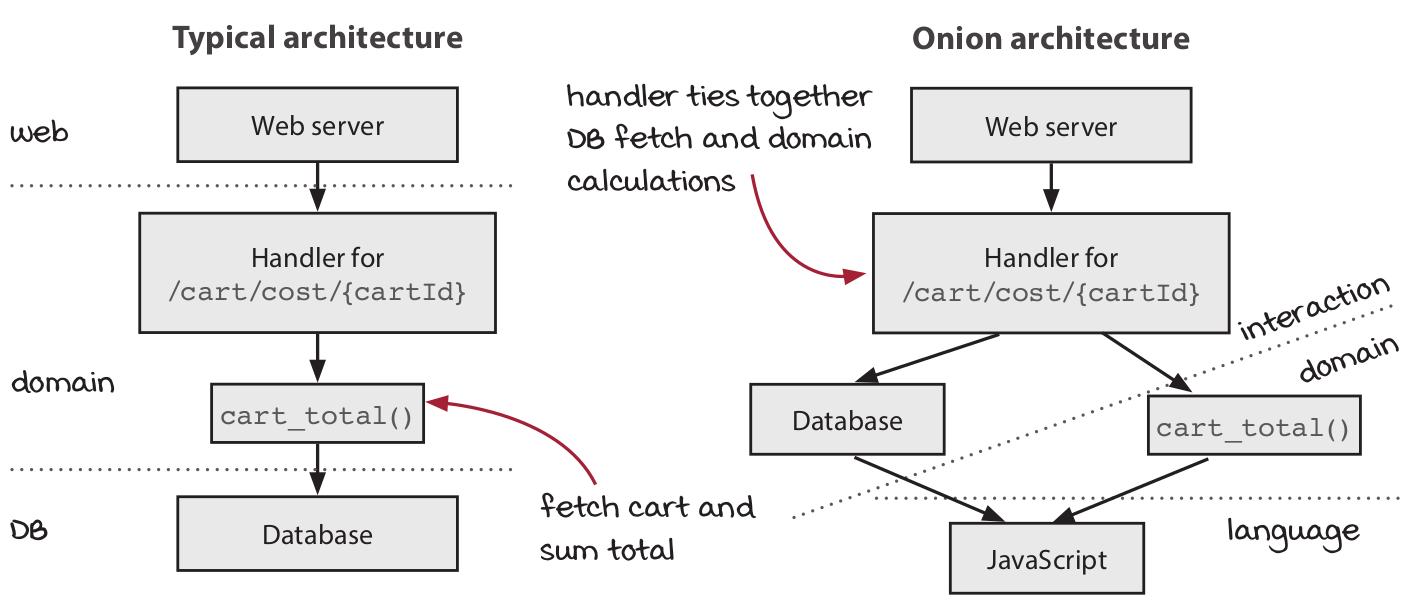 Typical architecture
web
Web server
Handler for
/cart/cost/{cartId}
domain
cart_total()
fetch cart and
sum total
DB
Database
Onion architecture
handler ties together
DB fetch and domain
calculations
Web server
Handler for
/cart/cost/{cartId}
interaction
domain
Database
cart_total()
language
JavaScript